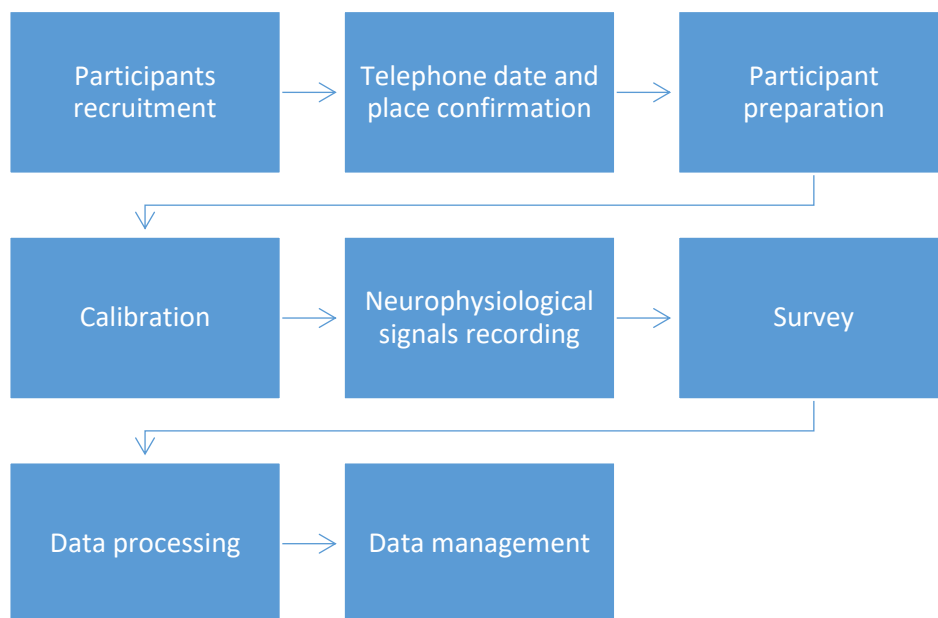 Participants
recruitment
Telephone date and
place confirmation
Participant
preparation
Calibration
Neurophysiological
signals recording
Survey
Data processing
Data management